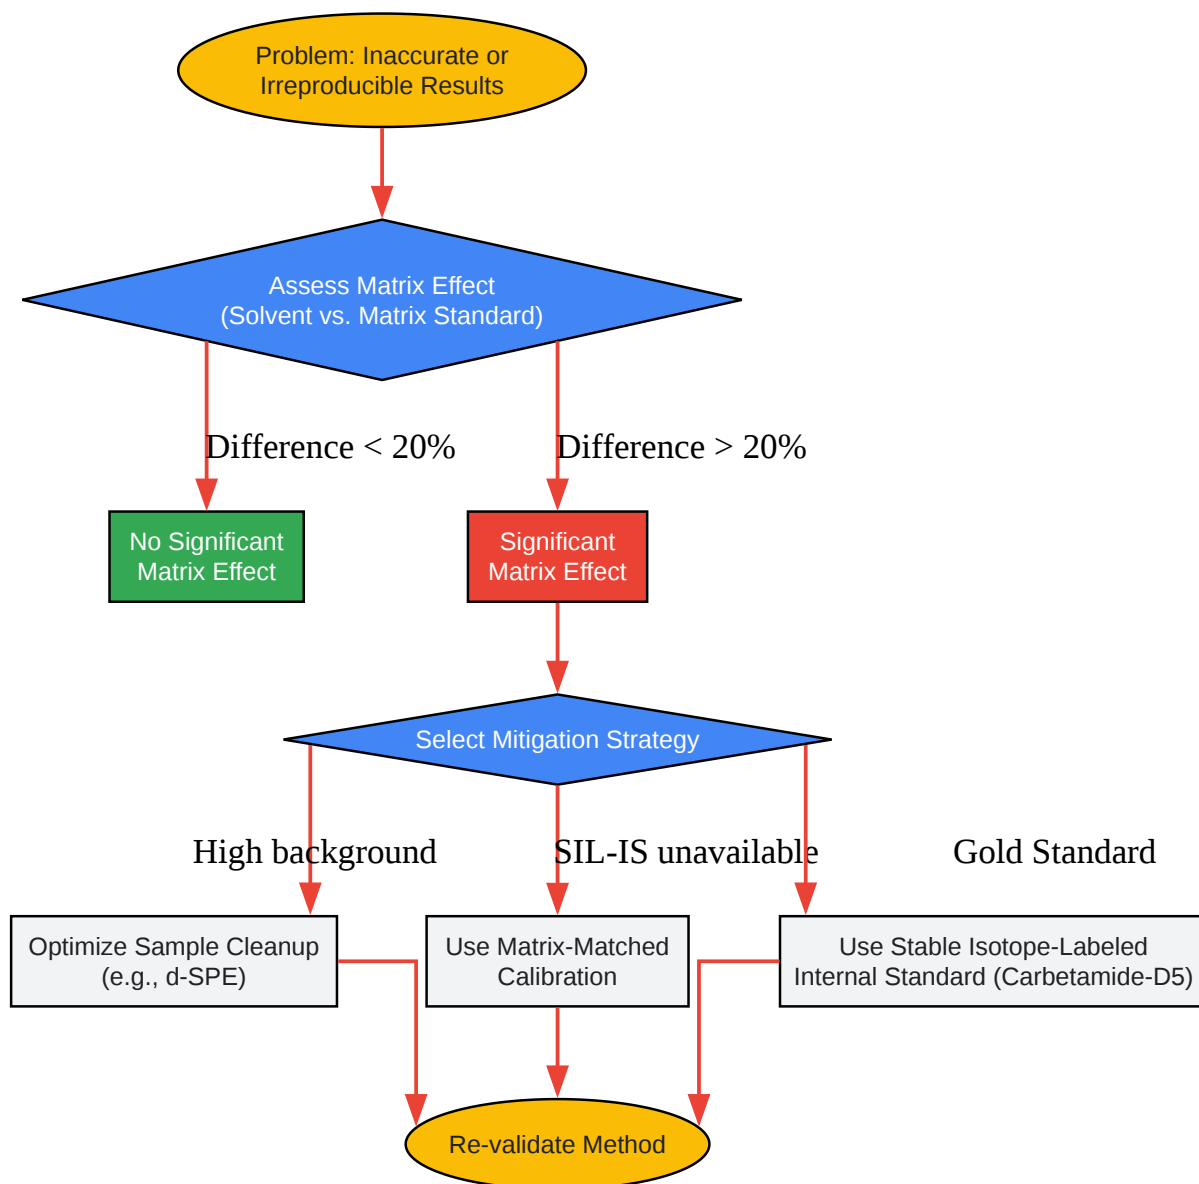 Problem: Inaccurate or
Irreproducible Results
Assess Matrix Effect
(Solvent vs. Matrix Standard)
Difference < 20%
Difference > 20%
No Significant
Matrix Effect
Significant
Matrix Effect
Select Mitigation Strategy
High background
SIL-IS unavailable
Gold Standard
Optimize Sample Cleanup
(e.g., d-SPE)
Use Matrix-Matched
Calibration
Use Stable Isotope-Labeled
Internal Standard (Carbetamide-D5)
Re-validate Method